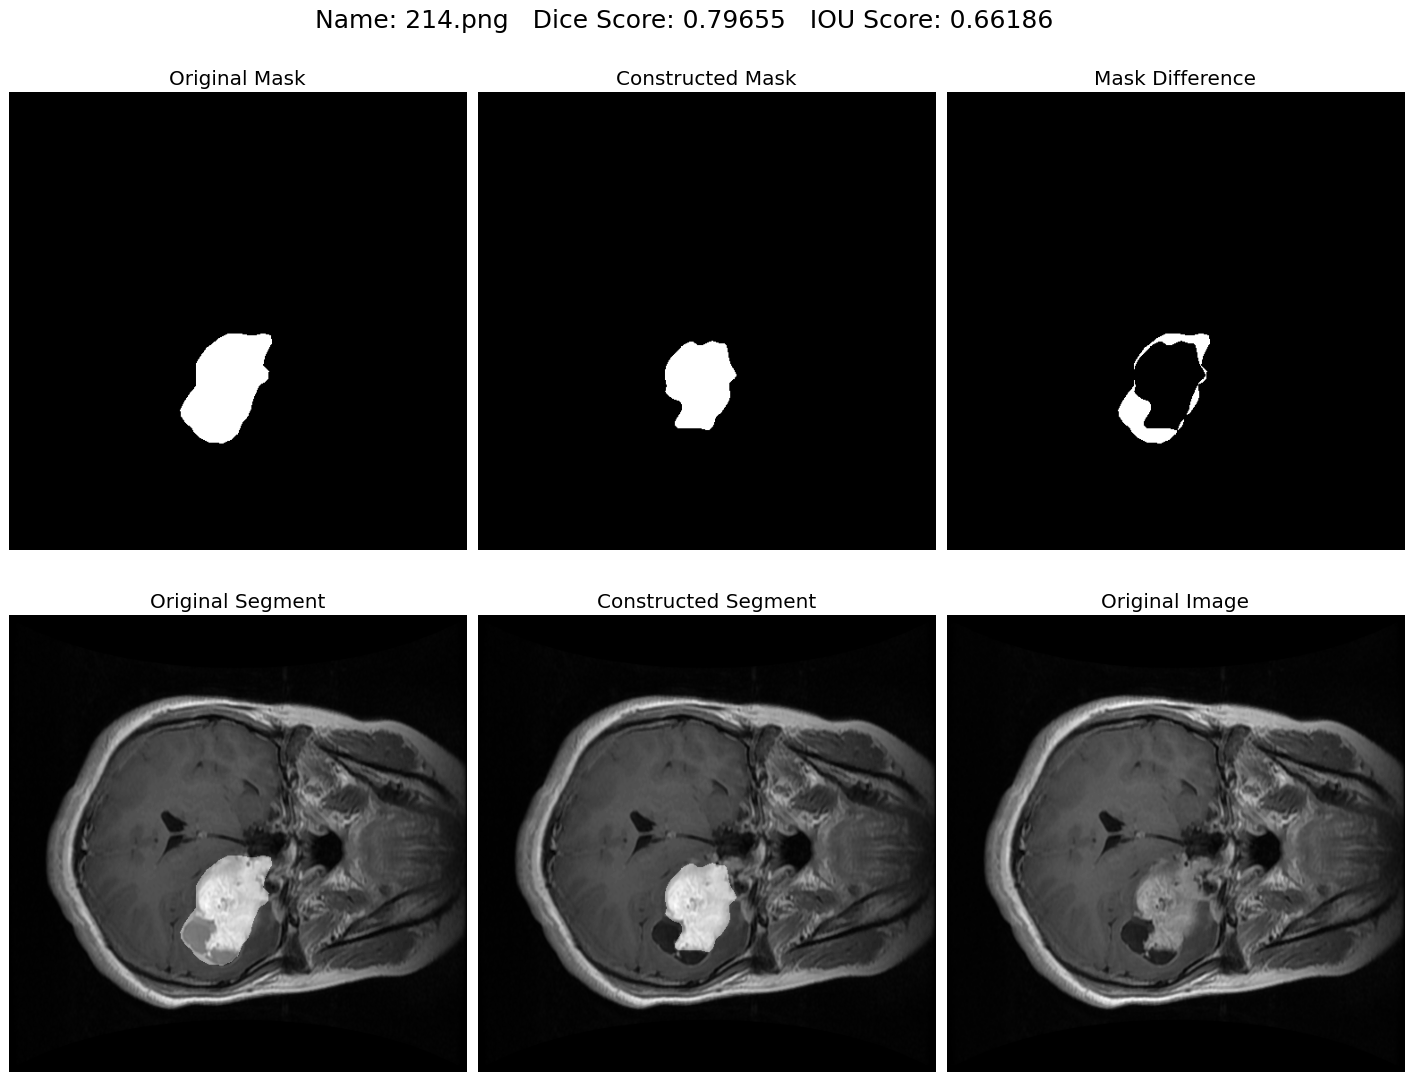 Name: 214.png   Dice Score: 0.79655   IOU Score: 0.66186
Original Mask
Constructed Mask
Mask Difference
Original Segment
Constructed Segment
Original Image